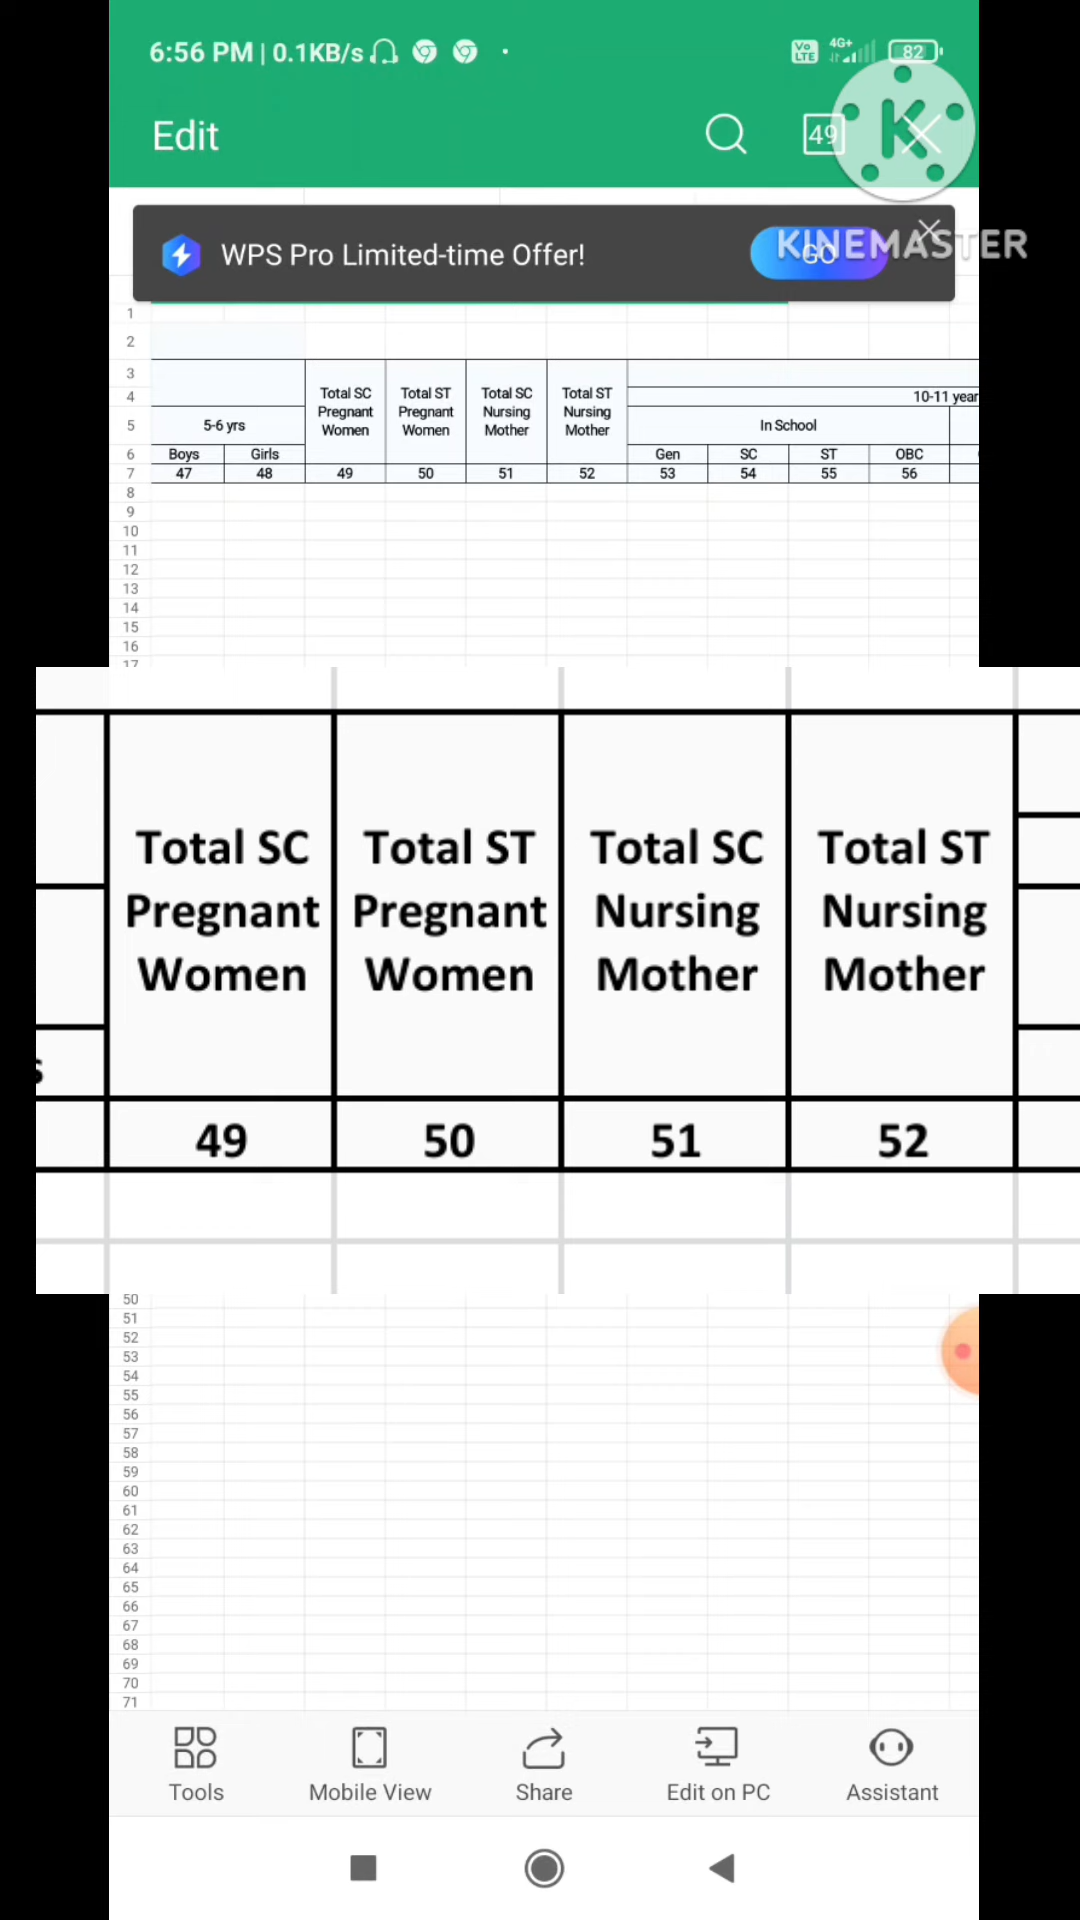 6:56 PM | 0.1KB/s Vo LTE 4G+ 82
Edit 49 K
WPS Pro Limited-time Offer! GO
KINEMASTER
1
2
3
4 10-11 year
5 5-6 yrs Total SC Pregnant Women Total ST Pregnant Women Total SC Nursing Mother Total ST Nursing Mother In School
6 Boys Girls Gen SC ST OBC
7 47 48 49 50 51 52 53 54 55 56
8
9
10
11
12
13
14
15
16
17
Total SC Total ST Total SC Total ST
Pregnant Pregnant Nursing Nursing
Women Women Mother Mother
s
49 50 51 52
50
51
52
53
54
55
56
57
58
59
60
61
62
63
64
65
66
67
68
69
70
71
Tools Mobile View Share Edit on PC Assistant